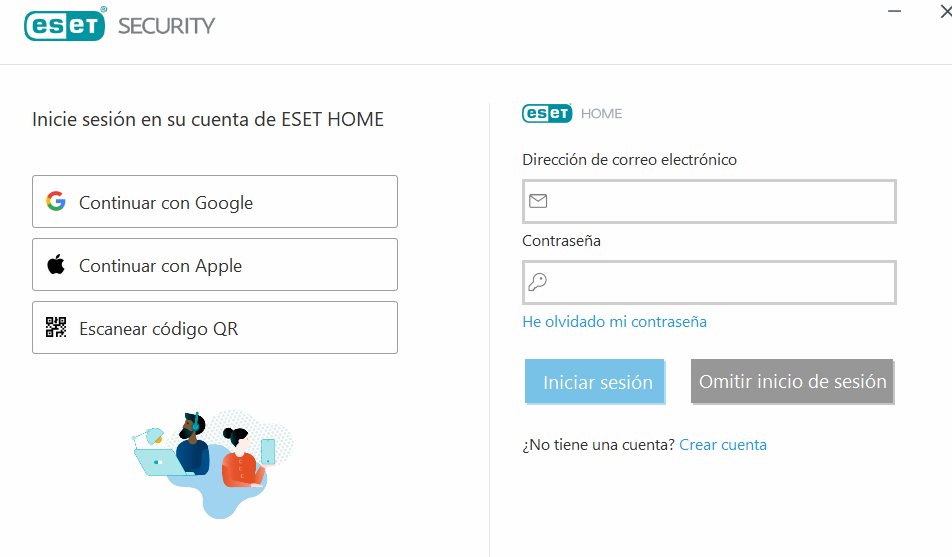 eset® SECURITY
Inicie sesión en su cuenta de ESET HOME
Continuar con Google
Continuar con Apple
Escanear código QR
eset HOME
Dirección de correo electrónico
Contraseña
He olvidado mi contraseña
Iniciar sesión
Omitir inicio de sesión
¿No tiene una cuenta? Crear cuenta